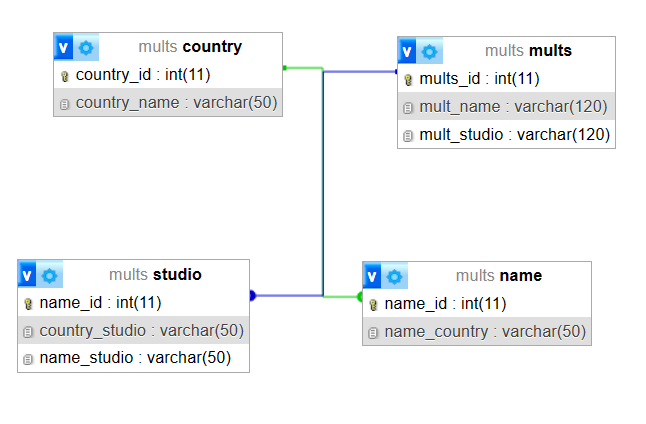 v mults country
country_id : int(11)
country_name : varchar(50)
v mults mults
mults_id : int(11)
mult_name : varchar(120)
mult_studio : varchar(120)
v mults studio
name_id : int(11)
country_studio : varchar(50)
name_studio : varchar(50)
v mults name
name_id : int(11)
name_country : varchar(50)